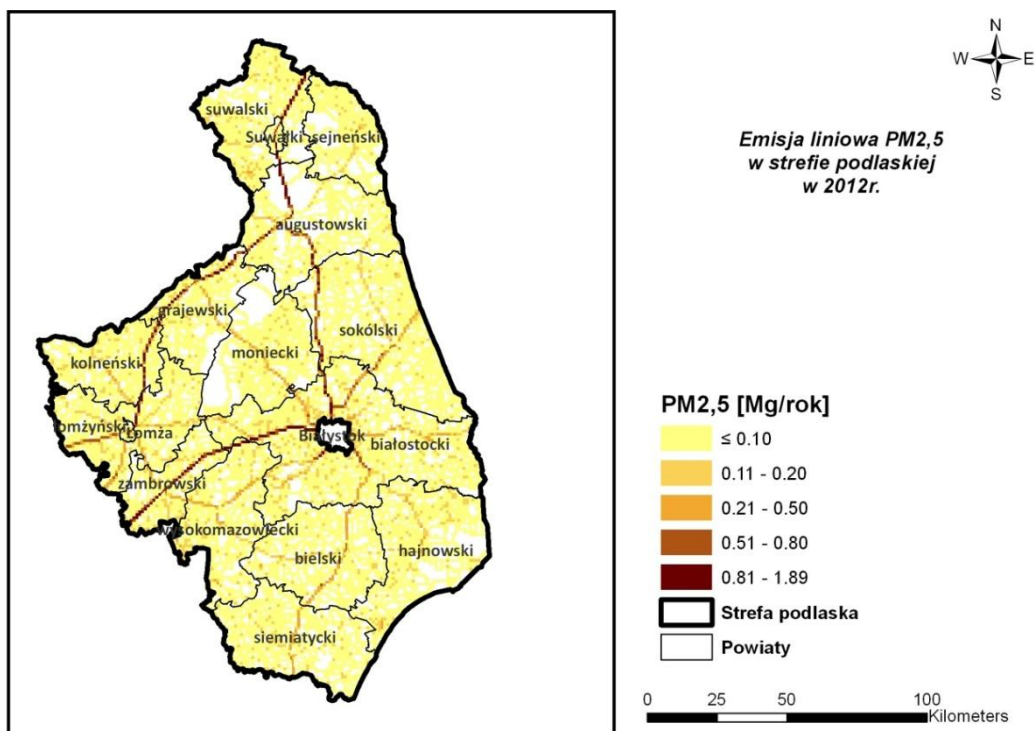 N
W E
S
Emisja liniowa PM2,5
w strefie podlaskiej
w 2012r.
suwalski
Suwałki sejneński
augustowski
grajewski
sokólski
moniecki
kolneński
łomżyński
Łomża
Białystok
białostocki
zambrowski
wysokomazowiecki
bielski
hajnowski
siemiatycki
PM2,5 [Mg/rok]
≤ 0.10
0.11 - 0.20
0.21 - 0.50
0.51 - 0.80
0.81 - 1.89
Strefa podlaska
Powiaty
0 25 50 100
Kilometers